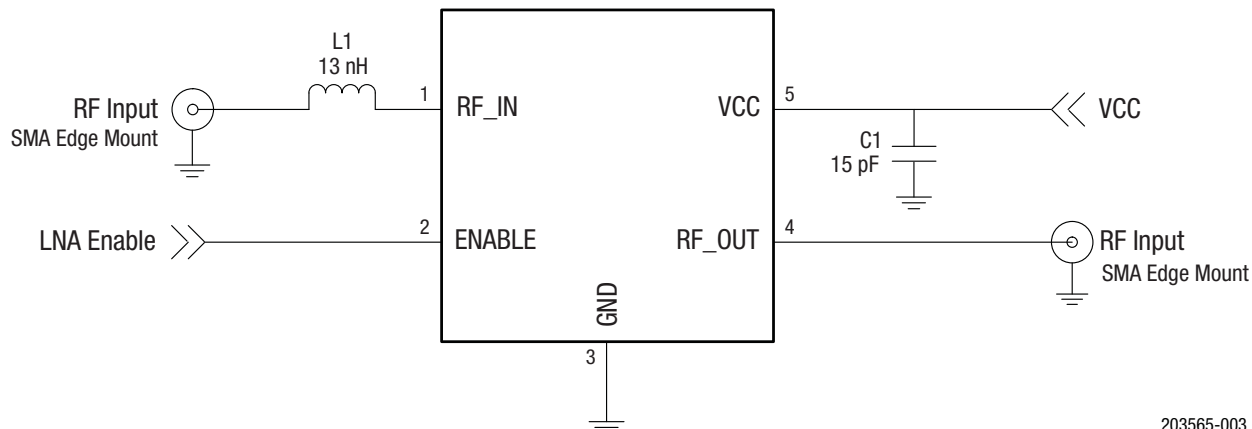 L1
13 nH
RF Input
SMA Edge Mount
1
RF_IN
VCC
5
VCC
C1
15 pF
LNA Enable
2
ENABLE
RF_OUT
4
RF Input
SMA Edge Mount
GND
3
203565-003